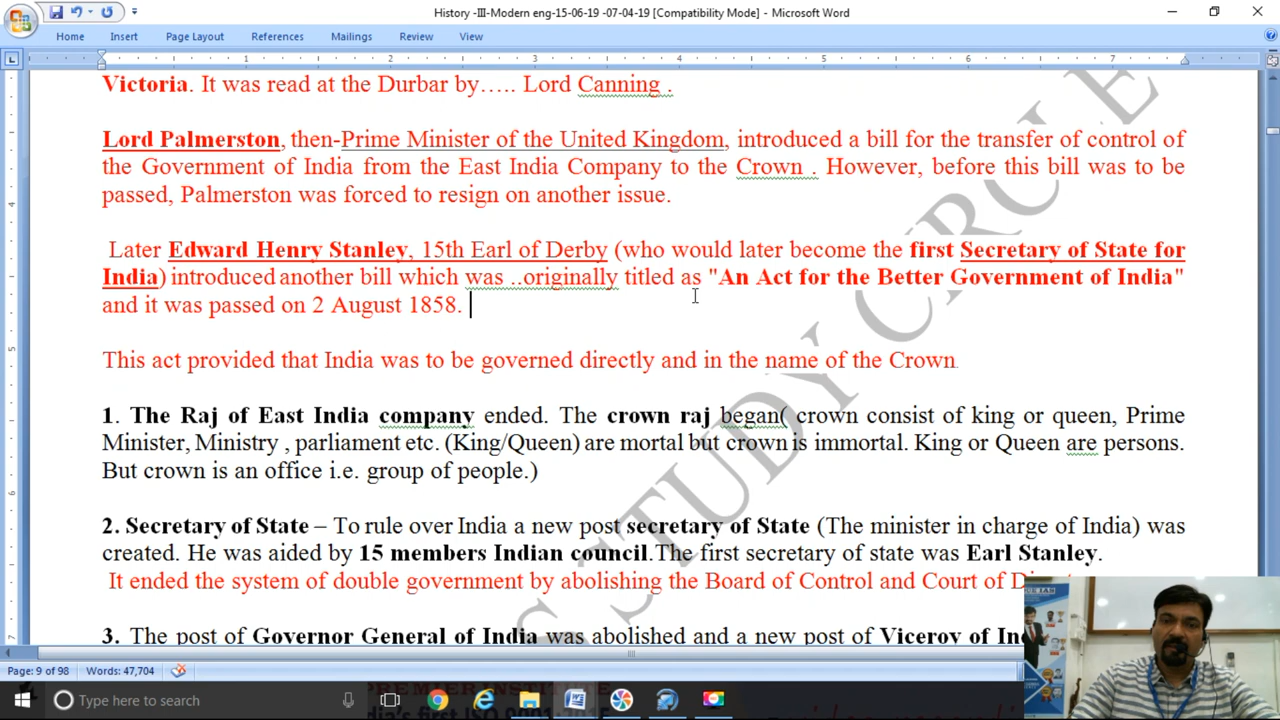 History -III-Modern eng-15-06-19 -07-04-19 [Compatibility Mode] - Microsoft Word
Home Insert Page Layout References Mailings Review View
1 2 3 4 5 6 7
Victoria. It was read at the Durbar by….. Lord Canning .
Lord Palmerston, then-Prime Minister of the United Kingdom, introduced a bill for the transfer of control of
the Government of India from the East India Company to the Crown . However, before this bill was to be
passed, Palmerston was forced to resign on another issue.
Later Edward Henry Stanley, 15th Earl of Derby (who would later become the first Secretary of State for
India) introduced another bill which was ..originally titled as "An Act for the Better Government of India"
and it was passed on 2 August 1858.
This act provided that India was to be governed directly and in the name of the Crown.
1. The Raj of East India company ended. The crown raj began( crown consist of king or queen, Prime
Minister, Ministry , parliament etc. (King/Queen) are mortal but crown is immortal. King or Queen are persons.
But crown is an office i.e. group of people.)
2. Secretary of State – To rule over India a new post secretary of State (The minister in charge of India) was
created. He was aided by 15 members Indian council.The first secretary of state was Earl Stanley.
It ended the system of double government by abolishing the Board of Control and Court of
3. The post of Governor General of India was abolished and a new post of Viceroy of
STUDY CIRCLE
Page: 9 of 98 Words: 47,704
Type here to search